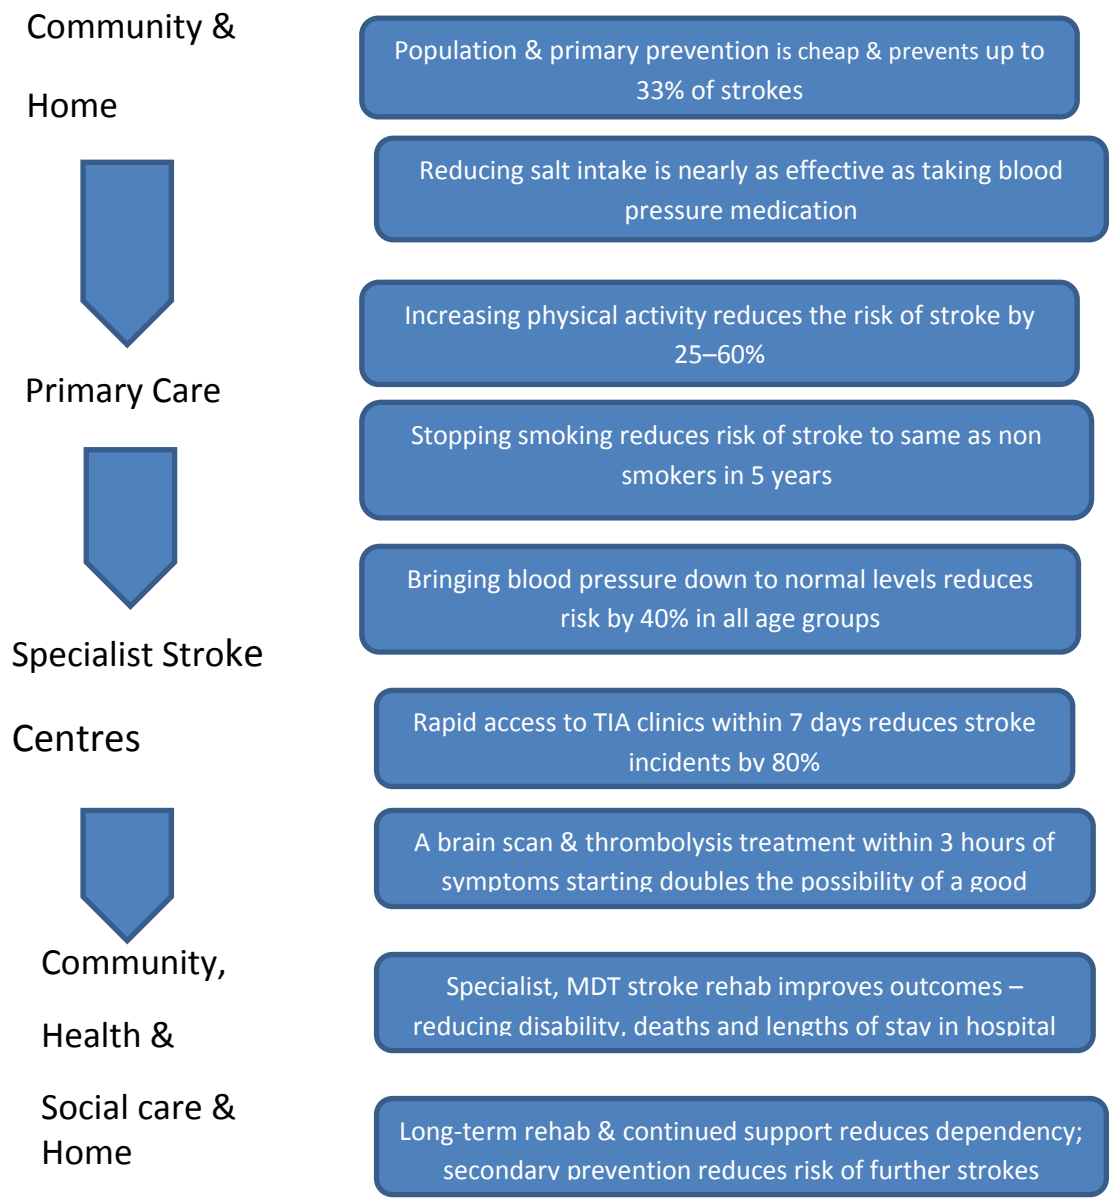 Community &
Home
Population & primary prevention is cheap & prevents up to
33% of strokes
Reducing salt intake is nearly as effective as taking blood
pressure medication
Increasing physical activity reduces the risk of stroke by
25–60%
Primary Care
Stopping smoking reduces risk of stroke to same as non
smokers in 5 years
Bringing blood pressure down to normal levels reduces
risk by 40% in all age groups
Specialist Stroke
Centres
Rapid access to TIA clinics within 7 days reduces stroke
incidents by 80%
A brain scan & thrombolysis treatment within 3 hours of
symptoms starting doubles the possibility of a good
Community,
Health &
Social care &
Home
Specialist, MDT stroke rehab improves outcomes –
reducing disability, deaths and lengths of stay in hospital
Long-term rehab & continued support reduces dependency;
secondary prevention reduces risk of further strokes